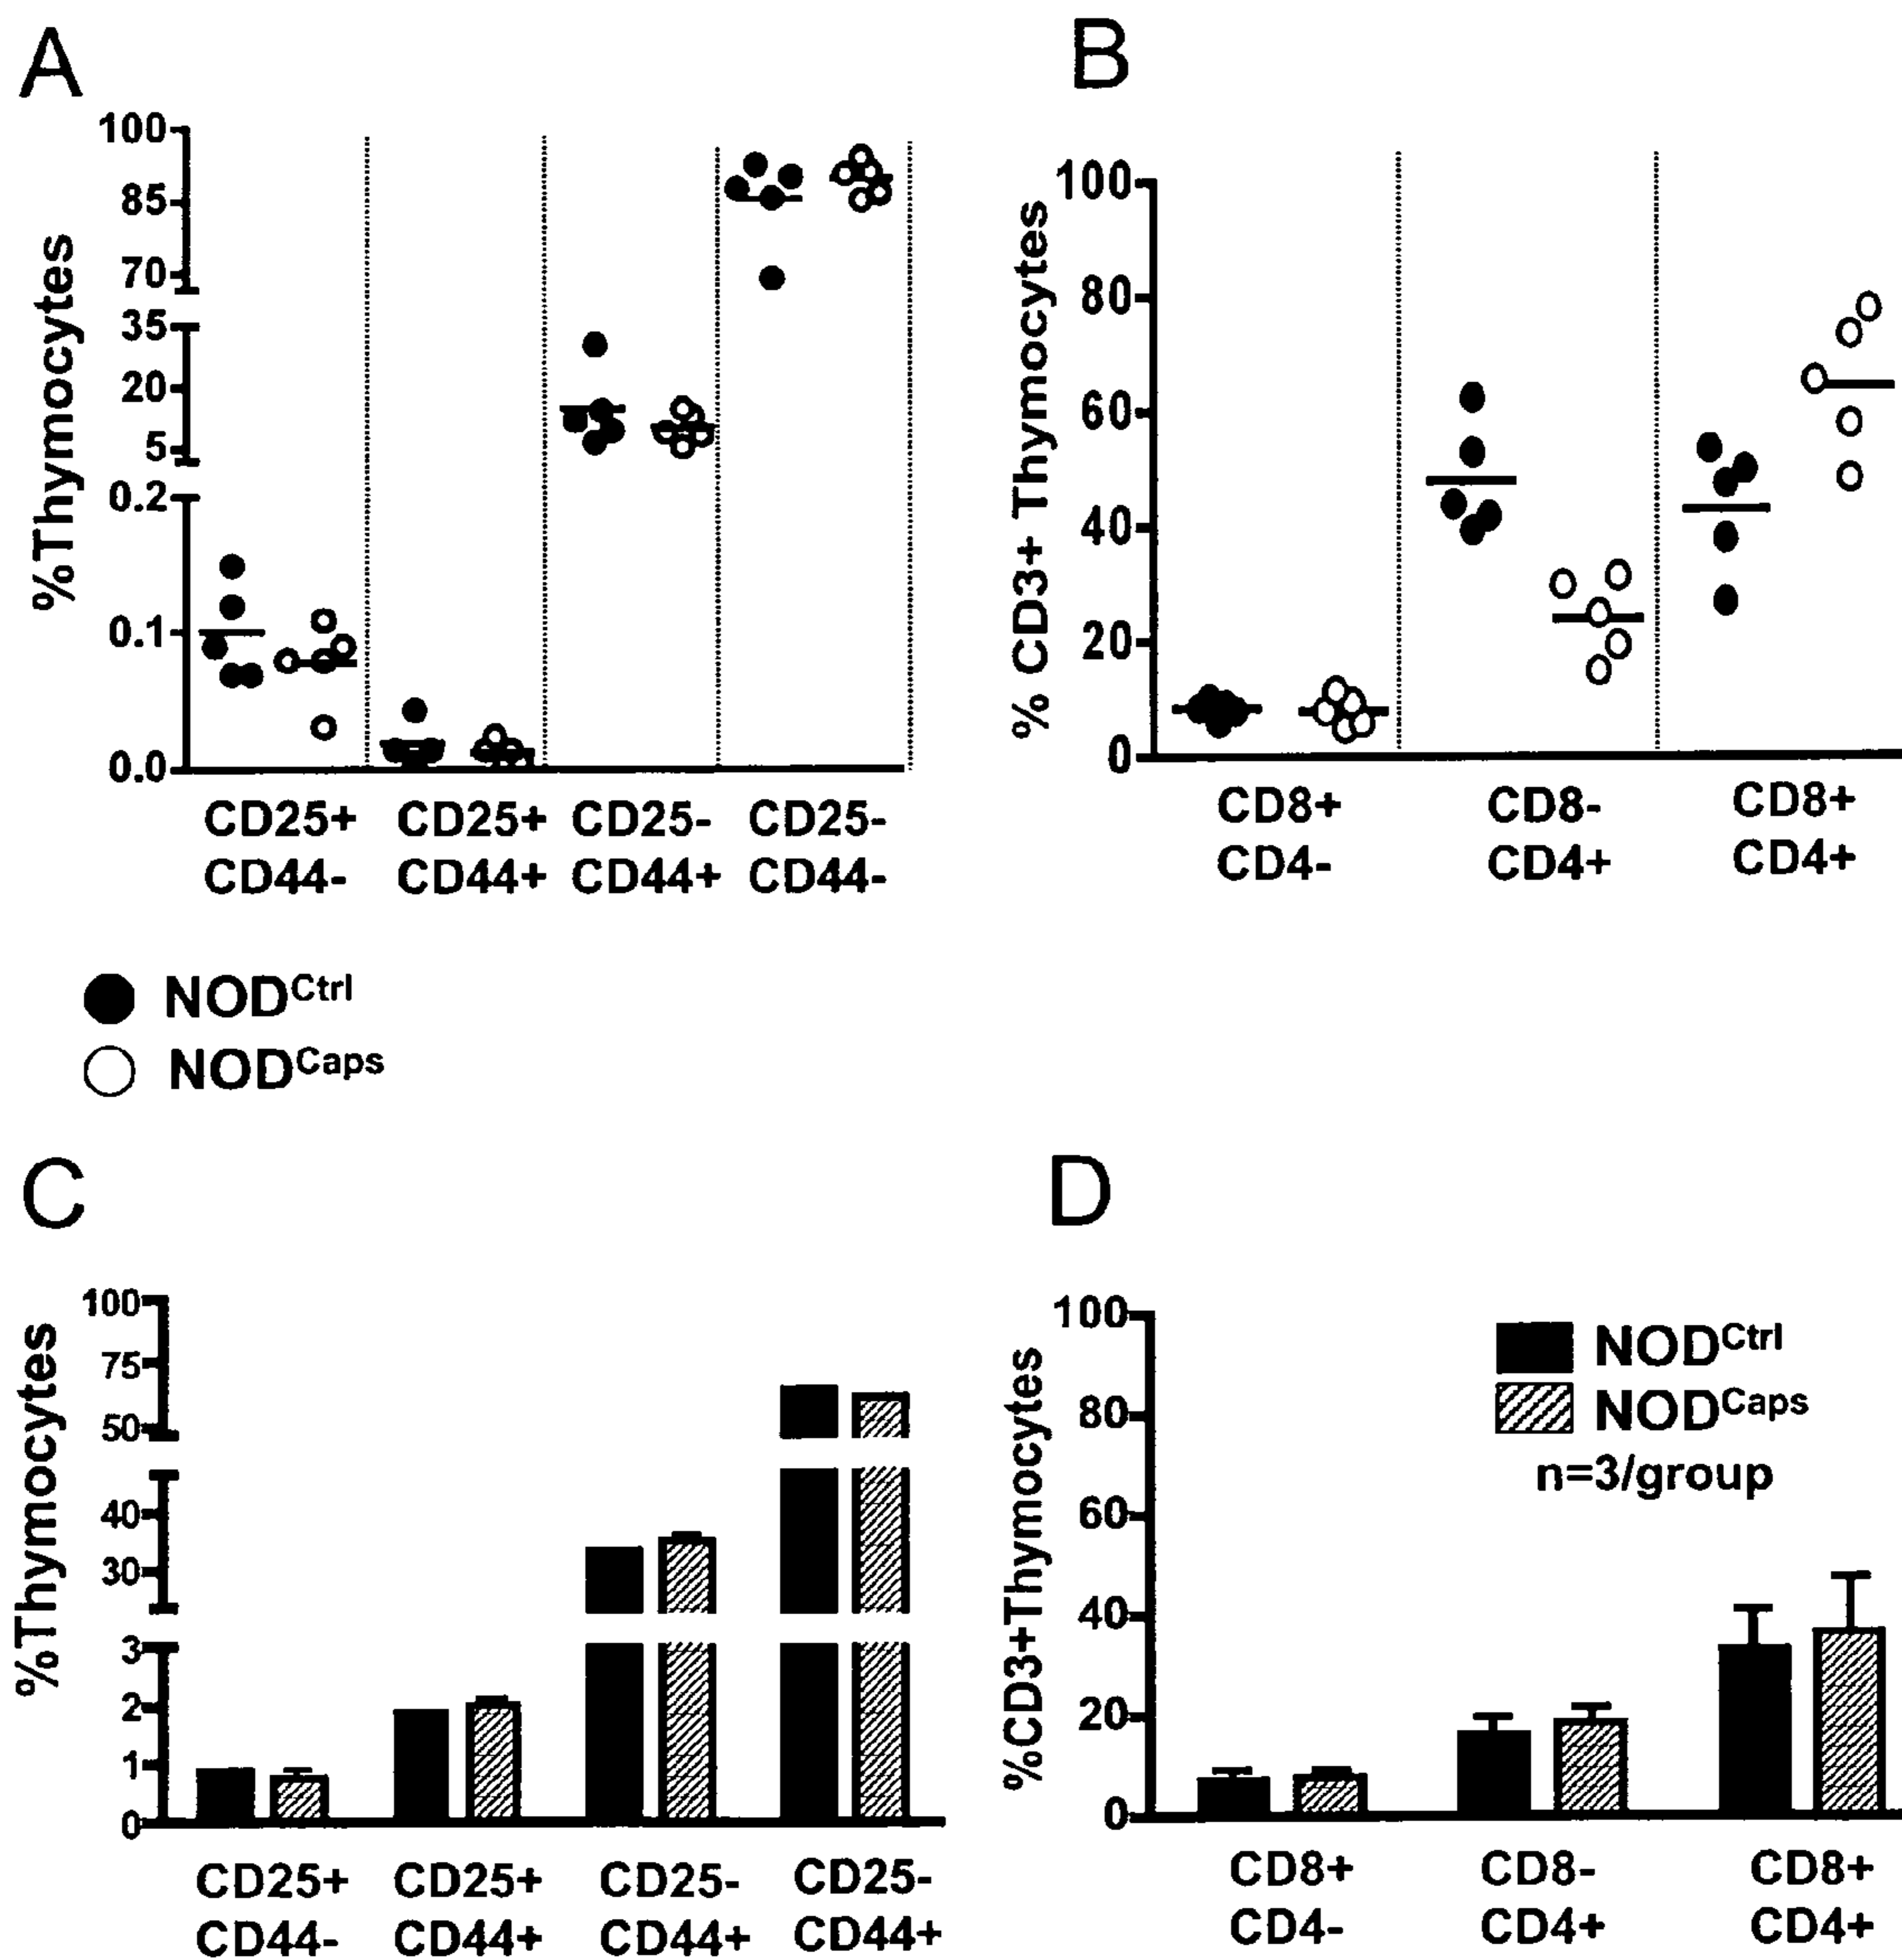 A
100
85
70
35
20
5
0.2
0.1
0.0
%Thymocytes
CD25+ CD25+ CD25- CD25-
CD44- CD44+ CD44+ CD44-
B
100
80
60
40
20
0
% CD3+ Thymocytes
CD8+ CD8- CD8+
CD4- CD4+ CD4+
NODCtrl
NODCaps
C
100
75
50
40
30
3
2
1
0
%Thymocytes
CD25+ CD25+ CD25- CD25-
CD44- CD44+ CD44+ CD44+
D
100
80
60
40
20
0
%CD3+Thymocytes
NODCtrl
NODCaps
n=3/group
CD8+ CD8- CD8+
CD4- CD4+ CD4+